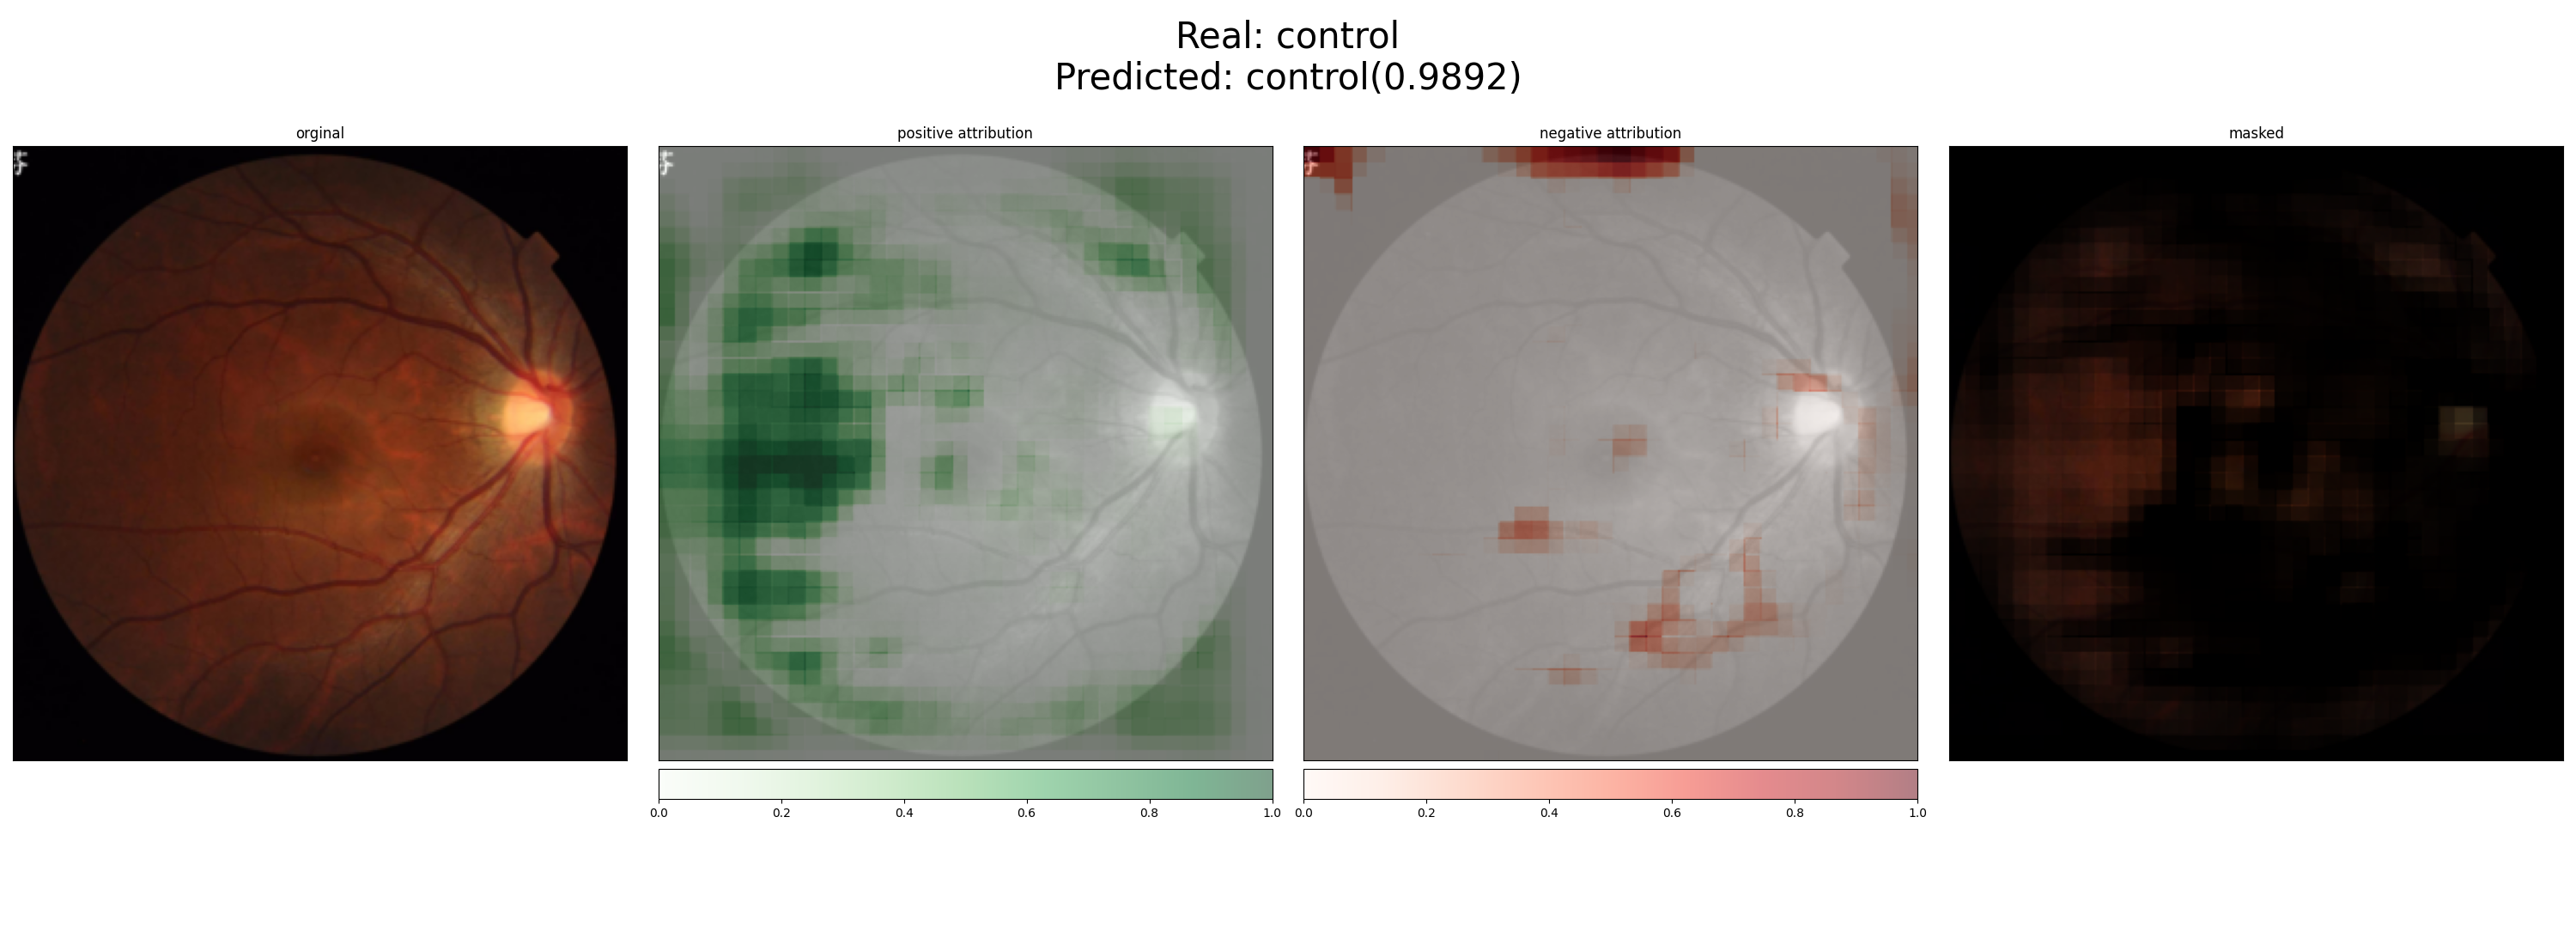 Real: control
Predicted: control(0.9892)
orginal
positive attribution
negative attribution
masked
0.0 0.2 0.4 0.6 0.8 1.0
0.0 0.2 0.4 0.6 0.8 1.0